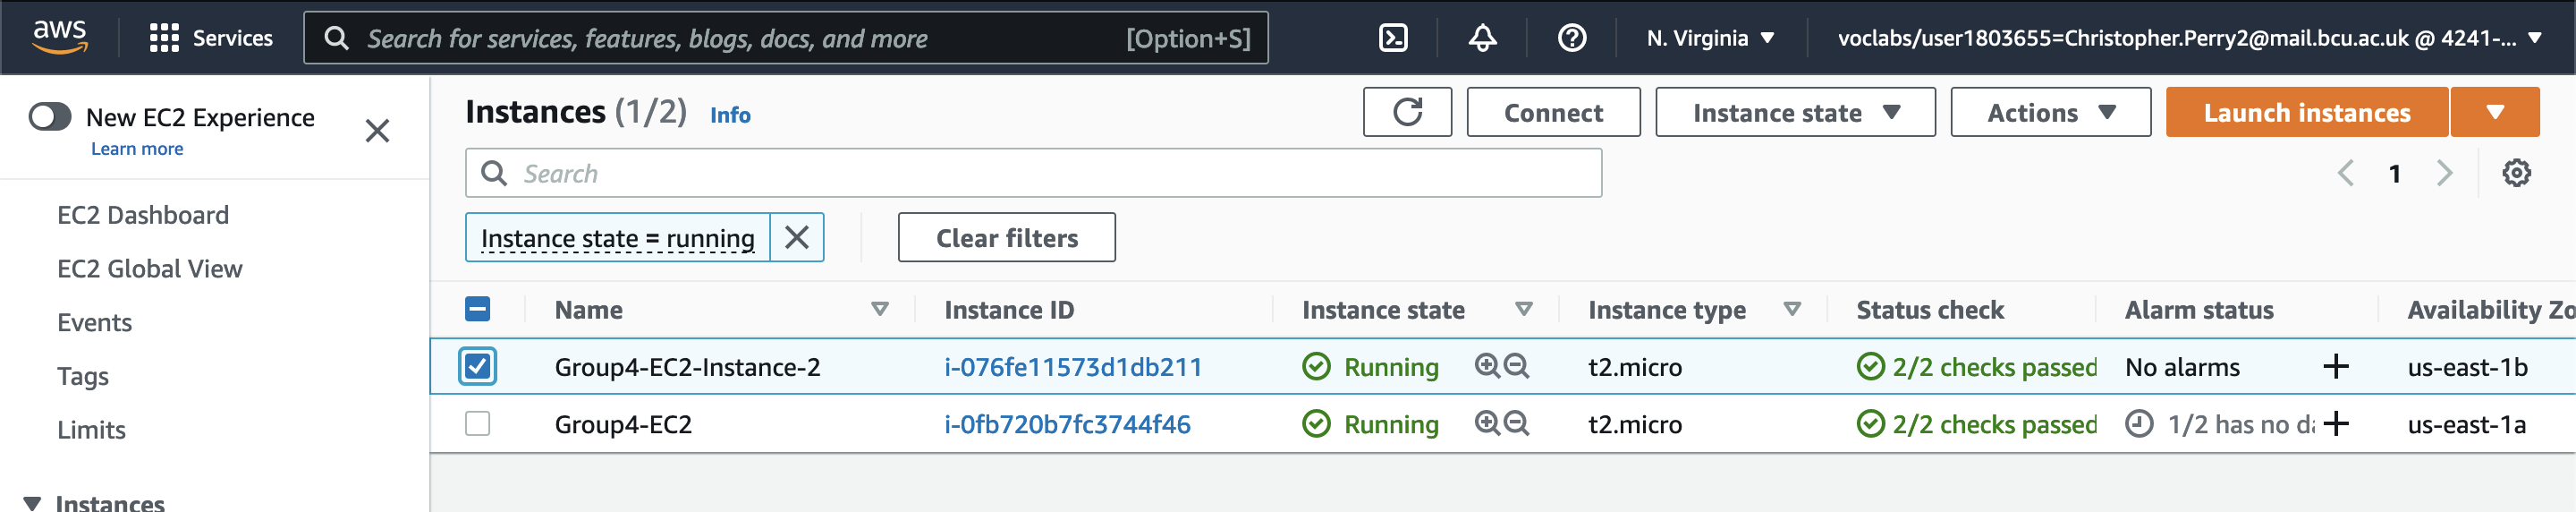 aws
Services
Search for services, features, blogs, docs, and more
[Option+S]
N. Virginia
voclabs/user1803655=Christopher.Perry2@mail.bcu.ac.uk @ 4241-...
New EC2 Experience
Learn more
EC2 Dashboard
EC2 Global View
Events
Tags
Limits
Instances
Instances (1/2) Info
Connect
Instance state
Actions
Launch instances
Search
1
Instance state = running
Clear filters
Name Instance ID Instance state Instance type Status check Alarm status Availability Zo
Group4-EC2-Instance-2 i-076fe11573d1db211 Running t2.micro 2/2 checks passed No alarms + us-east-1b
Group4-EC2 i-0fb720b7fc3744f46 Running t2.micro 2/2 checks passed 1/2 has no da + us-east-1a